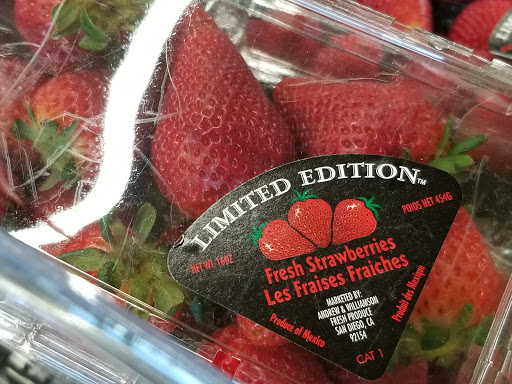 LIMITED EDITION™
NET WT 16OZ
POIDS NET 454G
Fresh Strawberries
Les Fraises Fraiches
MARKETED BY:
ANDREW & WILLIAMSON
FRESH PRODUCE
SAN DIEGO, CA
92154
Produce of Mexico
Produit des Mexique
CAT 1